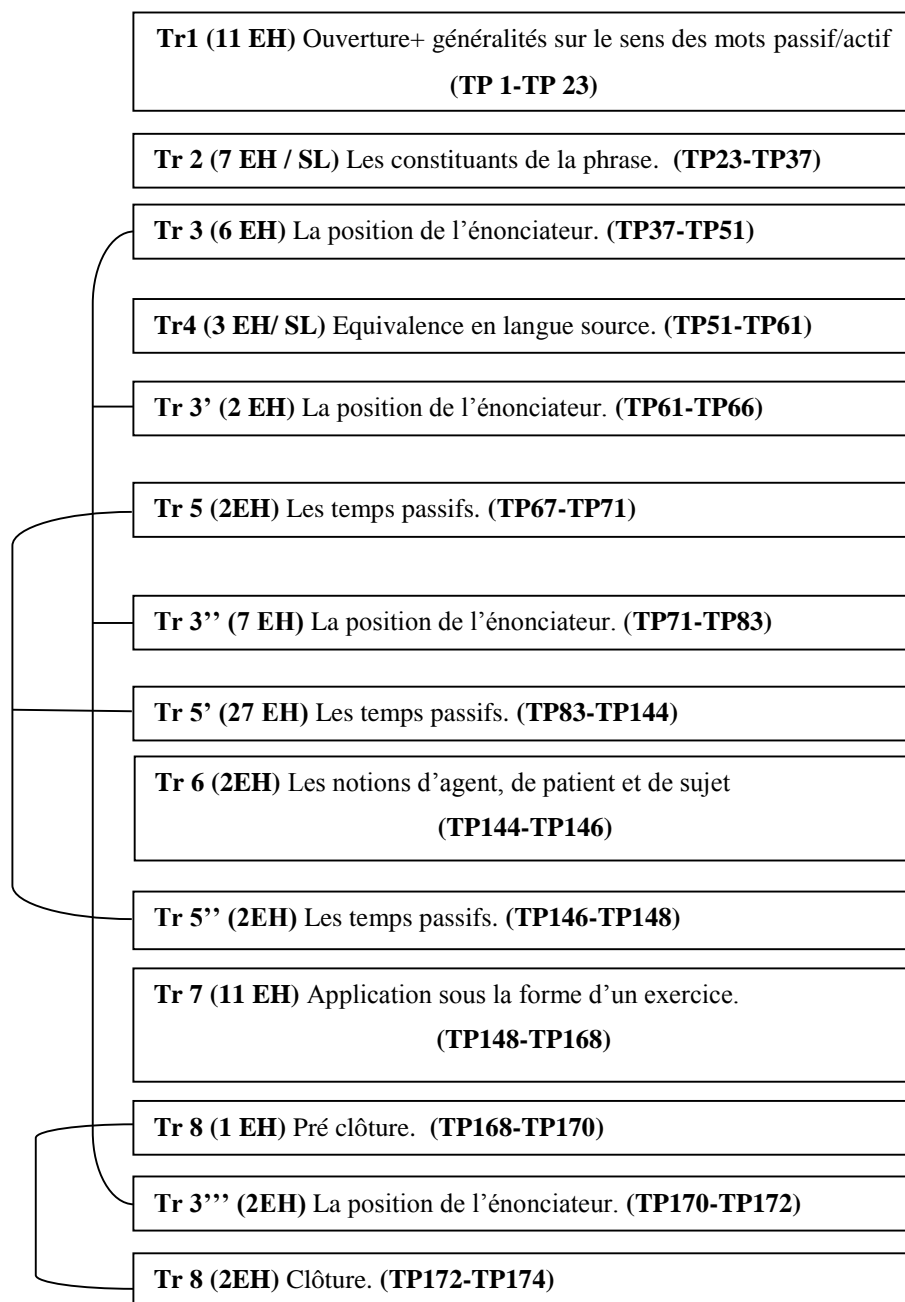 Tr1 (11 EH) Ouverture+ généralités sur le sens des mots passif/actif
(TP 1-TP 23)
Tr 2 (7 EH / SL) Les constituants de la phrase. (TP23-TP37)
Tr 3 (6 EH) La position de l’énonciateur. (TP37-TP51)
Tr4 (3 EH/ SL) Equivalence en langue source. (TP51-TP61)
Tr 3’ (2 EH) La position de l’énonciateur. (TP61-TP66)
Tr 5 (2EH) Les temps passifs. (TP67-TP71)
Tr 3’’ (7 EH) La position de l’énonciateur. (TP71-TP83)
Tr 5’ (27 EH) Les temps passifs. (TP83-TP144)
Tr 6 (2EH) Les notions d’agent, de patient et de sujet
(TP144-TP146)
Tr 5’’ (2EH) Les temps passifs. (TP146-TP148)
Tr 7 (11 EH) Application sous la forme d’un exercice.
(TP148-TP168)
Tr 8 (1 EH) Pré clôture. (TP168-TP170)
Tr 3’’’ (2EH) La position de l’énonciateur. (TP170-TP172)
Tr 8 (2EH) Clôture. (TP172-TP174)